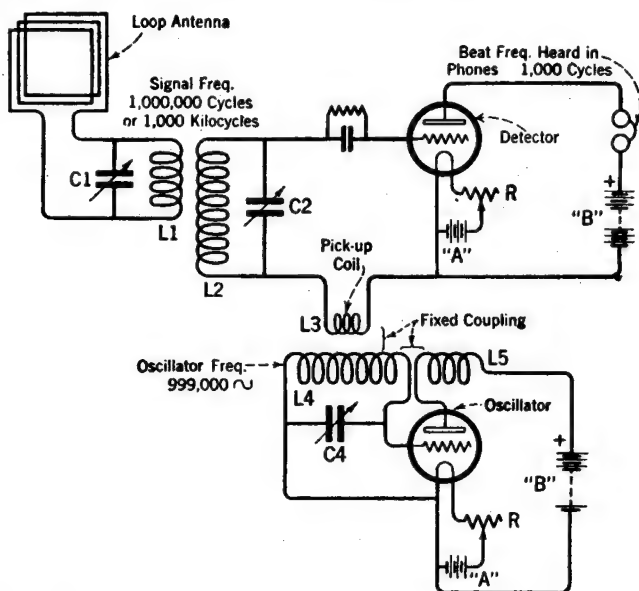 Loop Antenna
Signal Freq.
1,000,000 Cycles
or 1,000 Kilocycles
Beat Freq. Heard in
Phones 1,000 Cycles
Detector
C1
L1
L2
C2
R
"A"
+
"B"
Pick-up
Coil
L3
Fixed Coupling
Oscillator Freq.
999,000 ~
L4
L5
Oscillator
C4
+
"B"
R
"A"